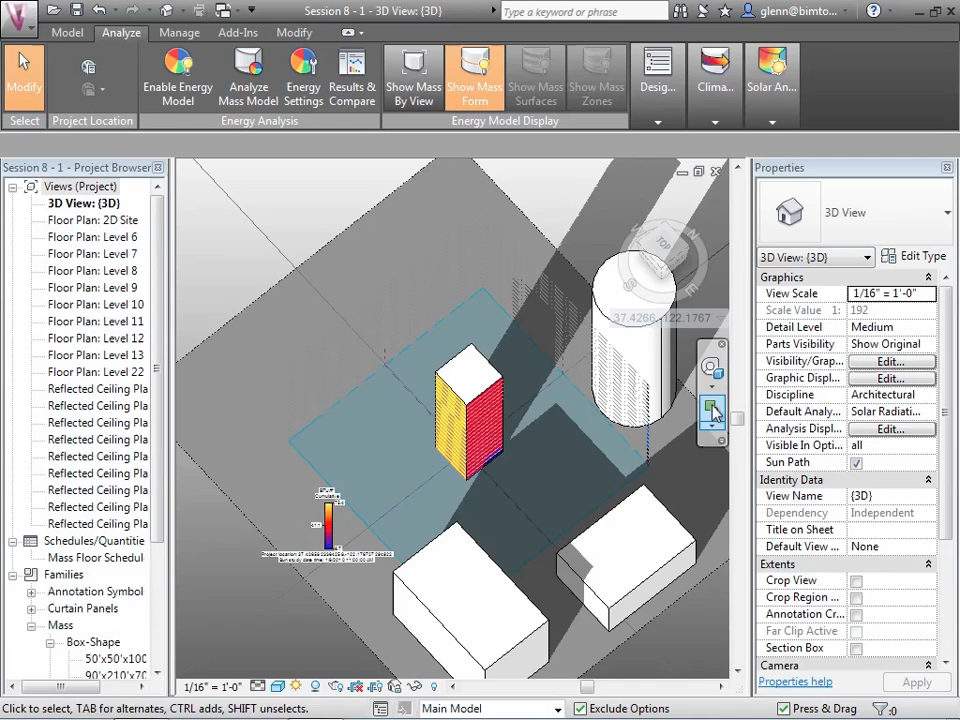 Session 8 - 1 - 3D View: {3D}
Type a keyword or phrase
glenn@bimto...
Model
Analyze
Manage
Add-Ins
Modify
Modify
Enable Energy Model
Analyze Mass Model
Energy Settings
Results & Compare
Show Mass By View
Show Mass Form
Show Mass Surfaces
Show Mass Zones
Desig...
Clima...
Solar An...
Select
Project Location
Energy Analysis
Energy Model Display
Session 8 - 1 - Project Browser
Views (Project)
3D View: {3D}
Floor Plan: 2D Site
Floor Plan: Level 6
Floor Plan: Level 7
Floor Plan: Level 8
Floor Plan: Level 9
Floor Plan: Level 10
Floor Plan: Level 11
Floor Plan: Level 12
Floor Plan: Level 13
Floor Plan: Level 22
Reflected Ceiling Pla
Reflected Ceiling Pla
Reflected Ceiling Pla
Reflected Ceiling Pla
Reflected Ceiling Pla
Reflected Ceiling Pla
Reflected Ceiling Pla
Reflected Ceiling Pla
Reflected Ceiling Pla
Schedules/Quantitie
Mass Floor Schedul
Families
Annotation Symbol
Curtain Panels
Mass
Box-Shape
50'x50'x100
90'x210'x70
TOP
N
S
E
37.4266,-122.1767
Cumulative
Properties
3D View
3D View: {3D}
Edit Type
Graphics
View Scale 1/16" = 1'-0"
Scale Value 1: 192
Detail Level Medium
Parts Visibility Show Original
Visibility/Grap... Edit...
Graphic Displ... Edit...
Discipline Architectural
Default Analy... Solar Radiati...
Analysis Displ... Edit...
Visible In Opti... all
Sun Path
Identity Data
View Name {3D}
Dependency Independent
Title on Sheet
Default View ... None
Extents
Crop View
Crop Region ...
Annotation Cr...
Far Clip Active
Section Box
Camera
Properties help
Apply
1/16" = 1'-0"
Click to select, TAB for alternates, CTRL adds, SHIFT unselects.
Main Model
Exclude Options
Press & Drag
:0